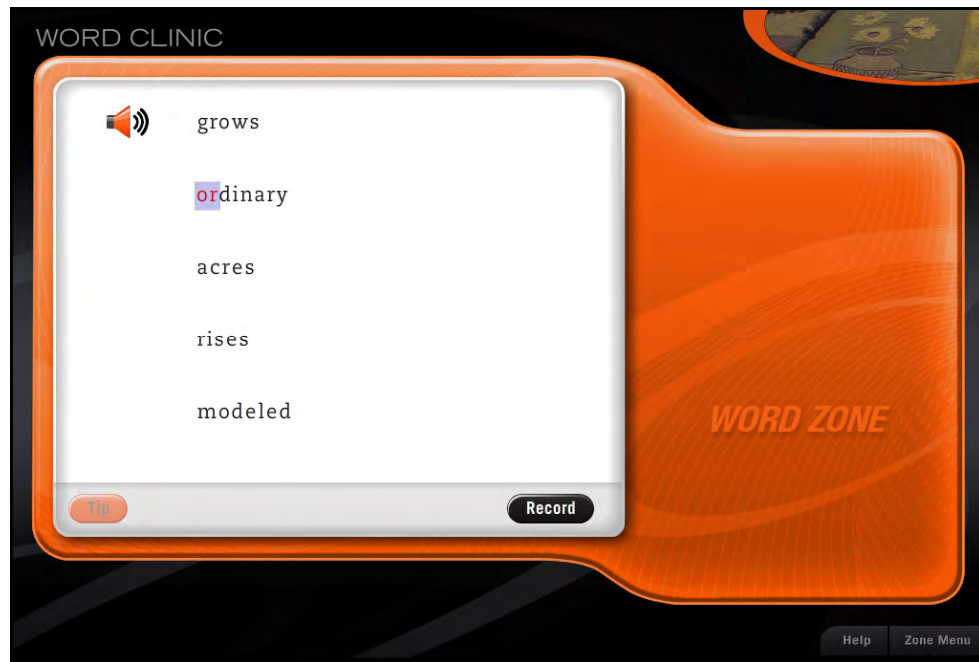 WORD CLINIC
grows
ordinary
acres
rises
modeled
WORD ZONE
Tip
Record
Help
Zone Menu